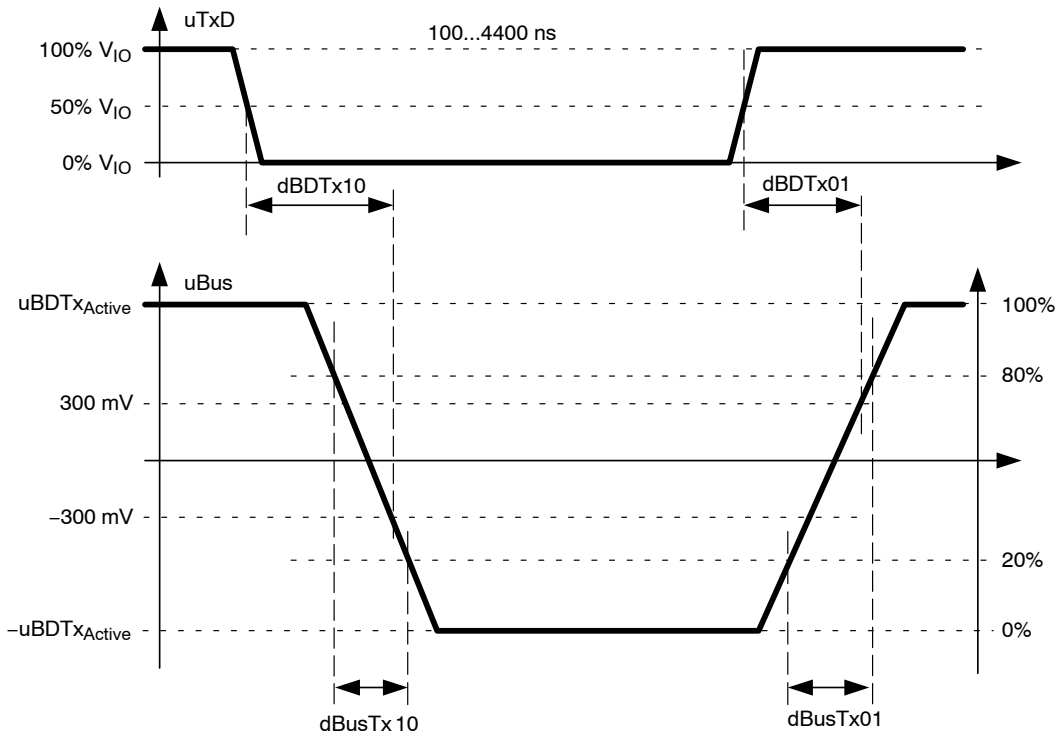 uTxD
100...4400 ns
100% VIO
50% VIO
0% VIO
dBDTx10
dBDTx01
uBus
uBDTxActive
100%
80%
300 mV
−300 mV
20%
−uBDTxActive
0%
dBusTx10
dBusTx01